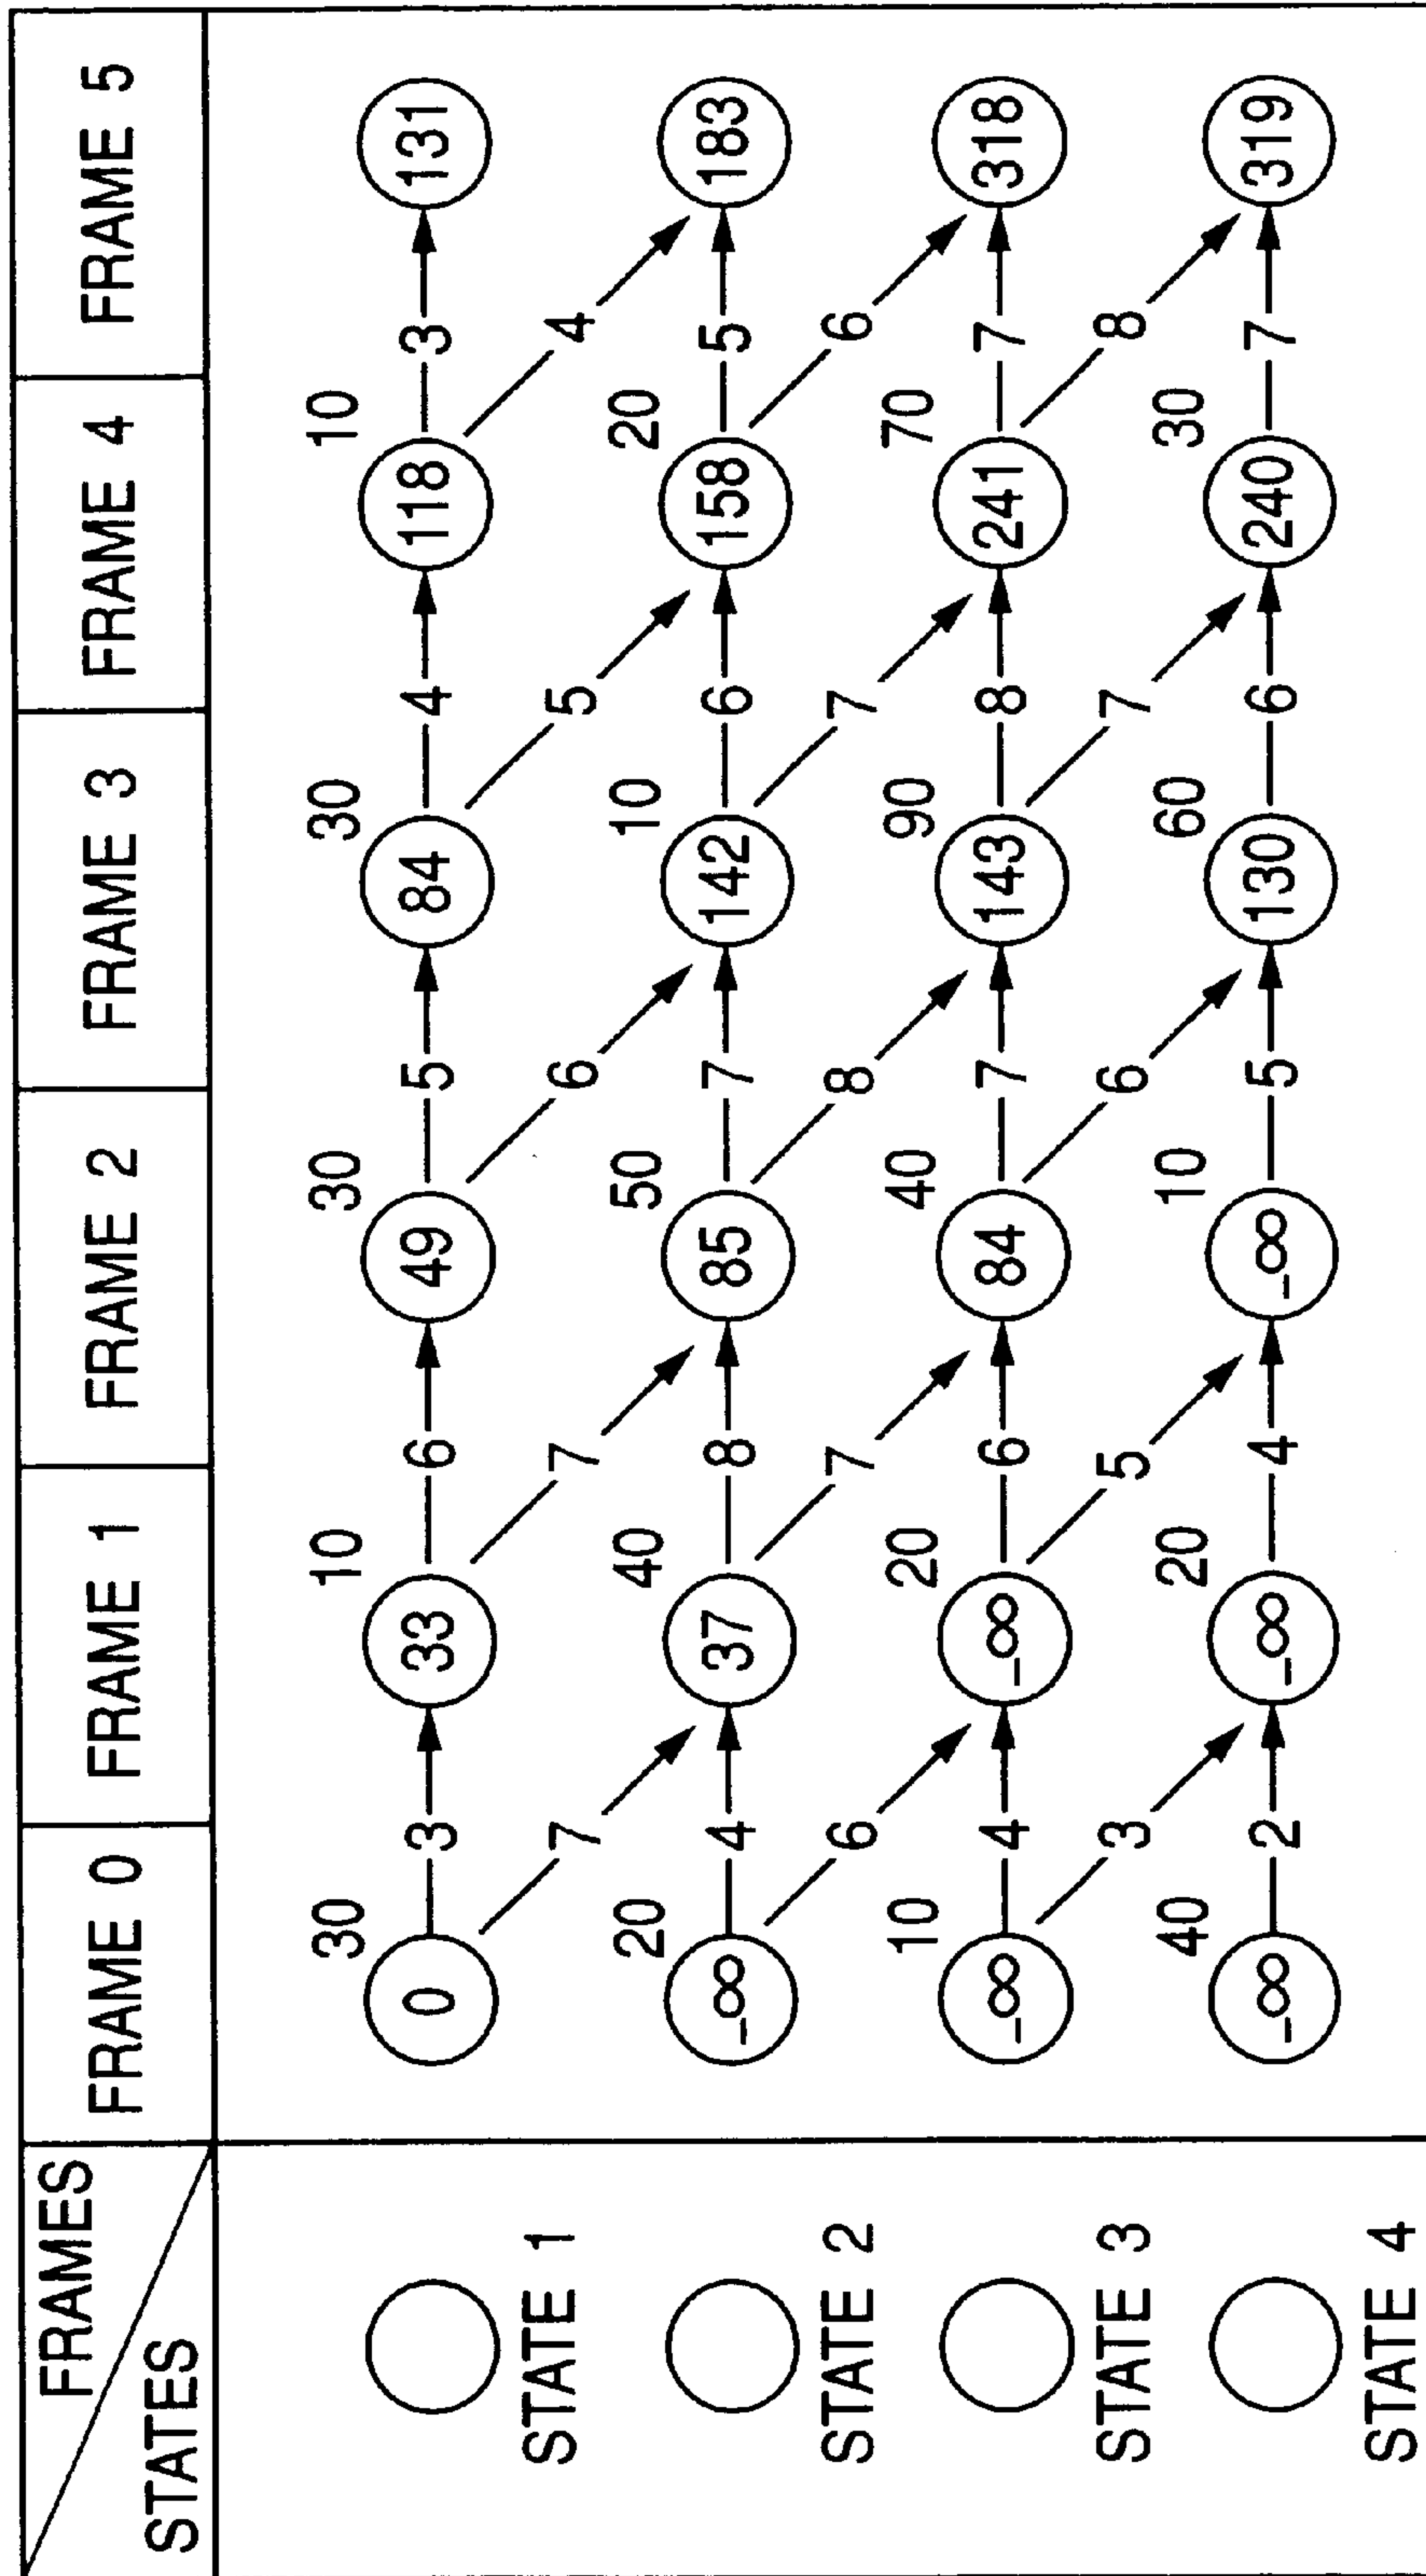 FRAMES
STATES
FRAME 0 FRAME 1 FRAME 2 FRAME 3 FRAME 4 FRAME 5
30 10 30 30 10
0 3 33 6 49 5 84 4 118 3 131
STATE 1
7 7 6 5 4
20 40 50 10 20
-∞ 4 37 8 85 7 142 6 158 5 183
STATE 2
6 7 8 7 6
10 20 40 90 70
-∞ 4 -∞ 6 84 7 143 8 241 7 318
STATE 3
3 5 6 7 8
40 20 10 60 30
-∞ 2 -∞ 4 -∞ 5 130 6 240 7 319
STATE 4